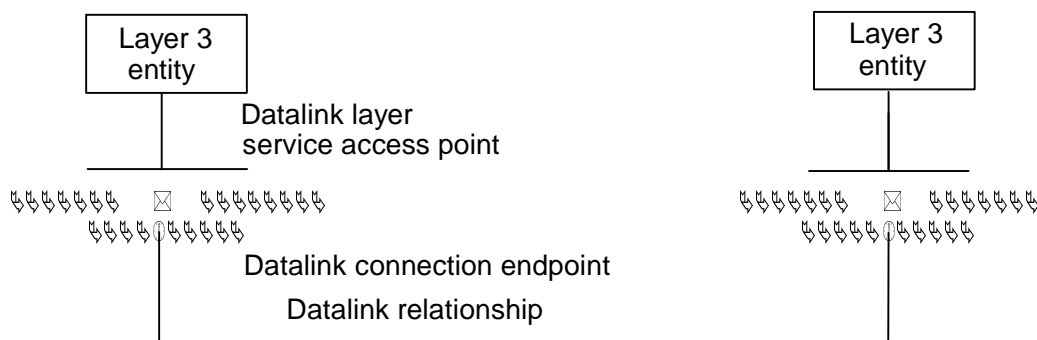 Layer 3
entity
Layer 3
entity
Datalink layer
service access point
Datalink connection endpoint
Datalink relationship